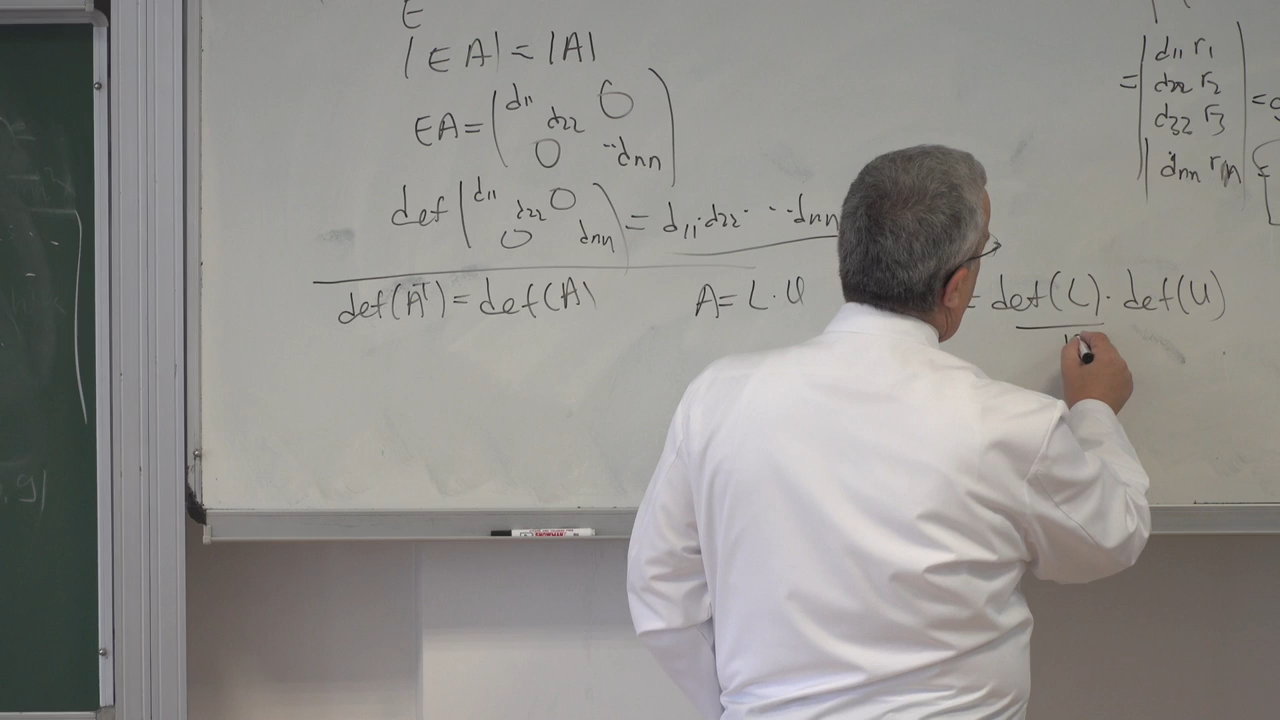 E
|EA| = |A|
EA = (d11 d22 0 0 ··dnn)
def |d11 d22 0 0 dnn) = d11·d22· ··dnn
def(A^T) = def(A)
A = L·U
= def(L)·def(U)
= |d11 r1
d22 r2
d33 r3
dnn rn| =
SNOWMAN